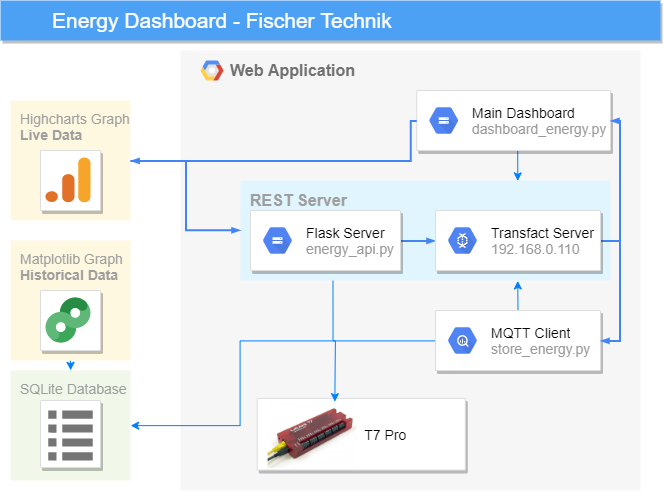 Energy Dashboard - Fischer Technik
Web Application
Highcharts Graph
Live Data
Main Dashboard
dashboard_energy.py
REST Server
Flask Server
energy_api.py
Transfact Server
192.168.0.110
Matplotlib Graph
Historical Data
MQTT Client
store_energy.py
SQLite Database
T7 Pro